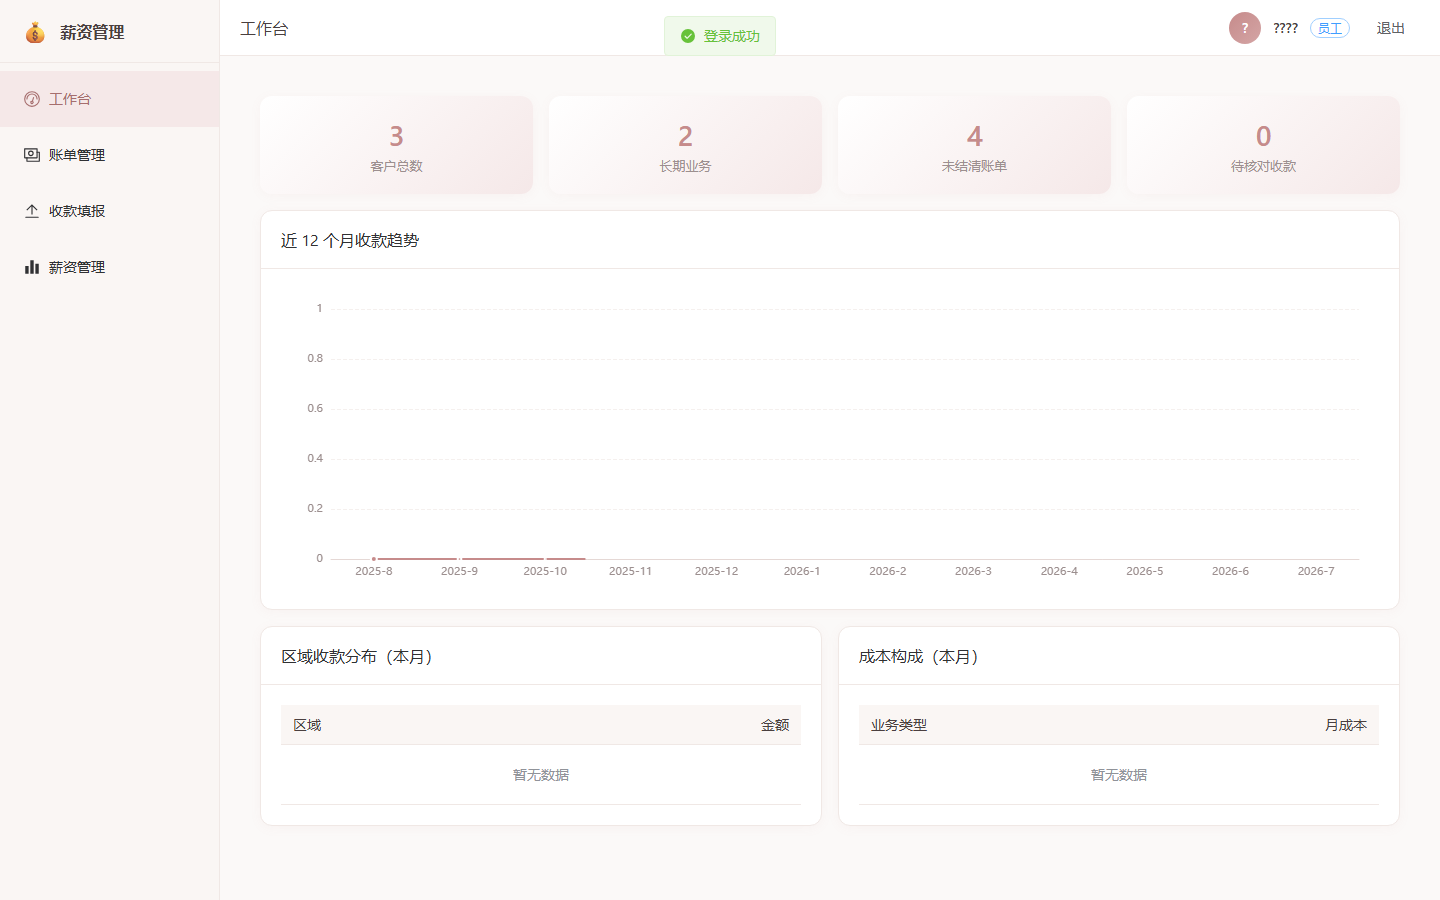 薪资管理
工作台
账单管理
收款填报
薪资管理
工作台
登录成功
?
????
员工
退出
3
客户总数
2
长期业务
4
未结清账单
0
待核对收款
近 12 个月收款趋势
1
0.8
0.6
0.4
0.2
0
2025-8 2025-9 2025-10 2025-11 2025-12 2026-1 2026-2 2026-3 2026-4 2026-5 2026-6 2026-7
区域收款分布（本月）
区域 金额
暂无数据
成本构成（本月）
业务类型 月成本
暂无数据